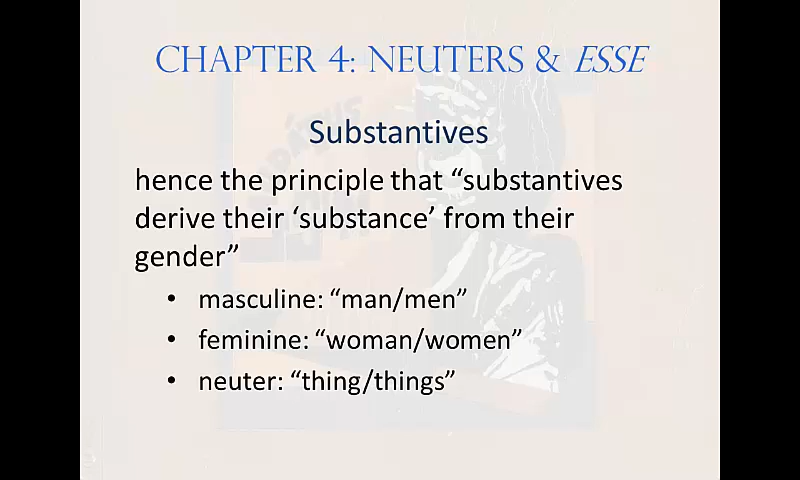 CHAPTER 4: NEUTERS & ESSE
Substantives
hence the principle that “substantives
derive their ‘substance’ from their
gender”
• masculine: “man/men”
• feminine: “woman/women”
• neuter: “thing/things”